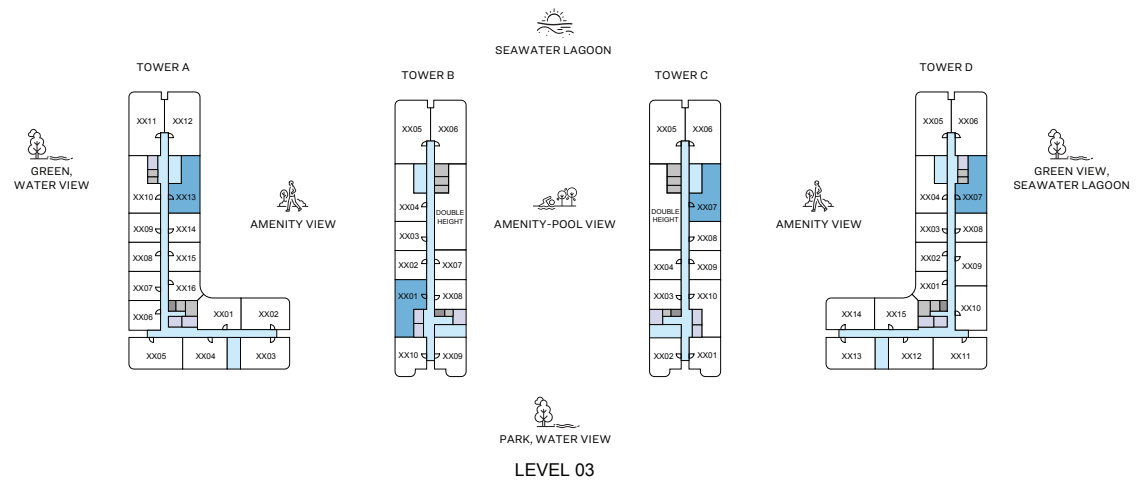 SEAWATER LAGOON
TOWER A
TOWER B
TOWER C
TOWER D
GREEN,
WATER VIEW
AMENITY VIEW
AMENITY-POOL VIEW
AMENITY VIEW
GREEN VIEW,
SEAWATER LAGOON
XX11 XX12
XX10 XX13
XX09 XX14
XX08 XX15
XX07 XX16
XX06 XX01 XX02
XX05 XX04 XX03
XX05 XX06
XX04
DOUBLE
HEIGHT
XX03
XX02 XX07
XX01 XX08
XX10 XX09
XX05 XX06
XX07
DOUBLE
HEIGHT
XX08
XX04 XX09
XX03 XX10
XX02 XX01
XX05 XX06
XX04 XX07
XX03 XX08
XX02 XX09
XX01
XX14 XX15 XX10
XX13 XX12 XX11
PARK, WATER VIEW
LEVEL 03